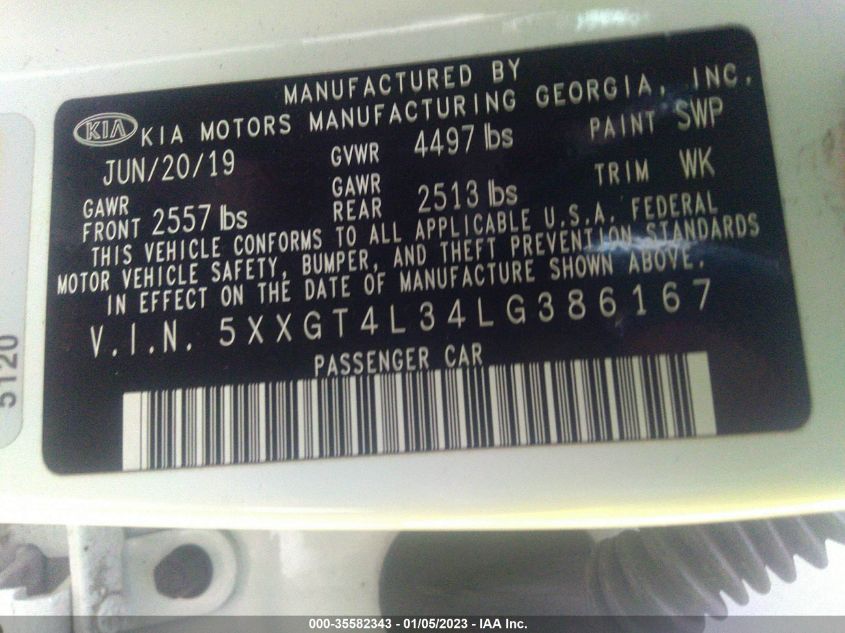 MANUFACTURED BY
KIA KIA MOTORS MANUFACTURING GEORGIA, INC.
JUN/20/19 GVWR 4497 lbs PAINT SWP
GAWR FRONT 2557 lbs GAWR REAR 2513 lbs TRIM WK
THIS VEHICLE CONFORMS TO ALL APPLICABLE U.S.A. FEDERAL
MOTOR VEHICLE SAFETY, BUMPER, AND THEFT PREVENTION STANDARDS
IN EFFECT ON THE DATE OF MANUFACTURE SHOWN ABOVE.
V.I.N. 5XXGT4L34LG386167
PASSENGER CAR
5120
000-35582343 - 01/05/2023 - IAA Inc.